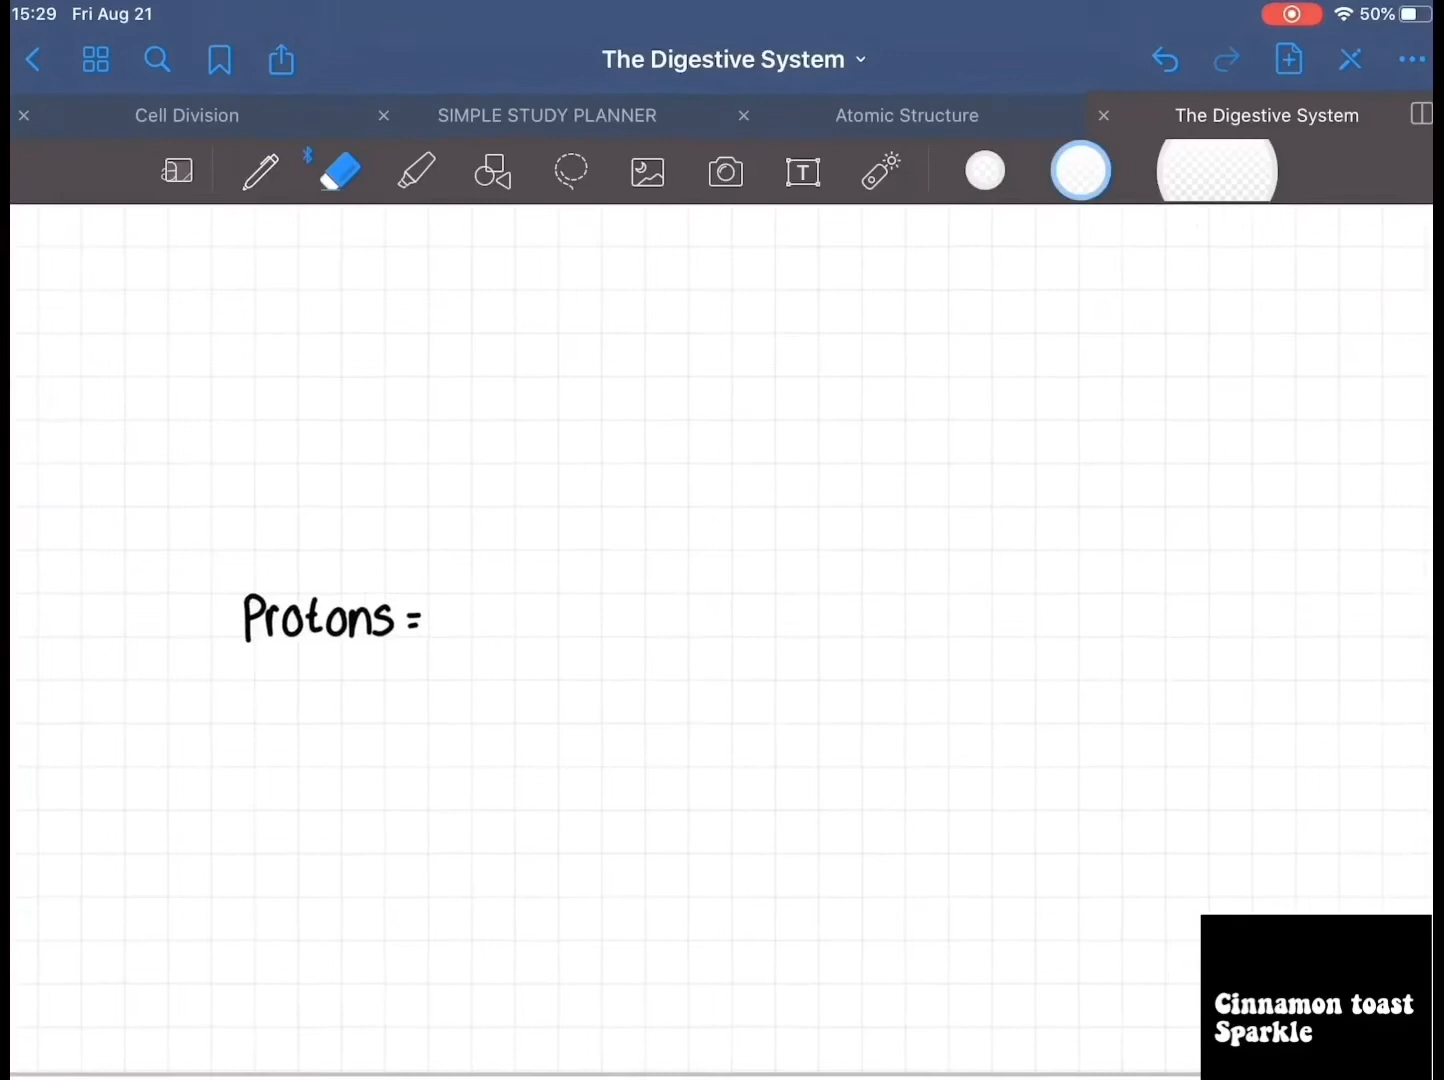 15:29 Fri Aug 21 50%
The Digestive System
Cell Division SIMPLE STUDY PLANNER Atomic Structure The Digestive System
T
Protons =
Cinnamon toast
Sparkle